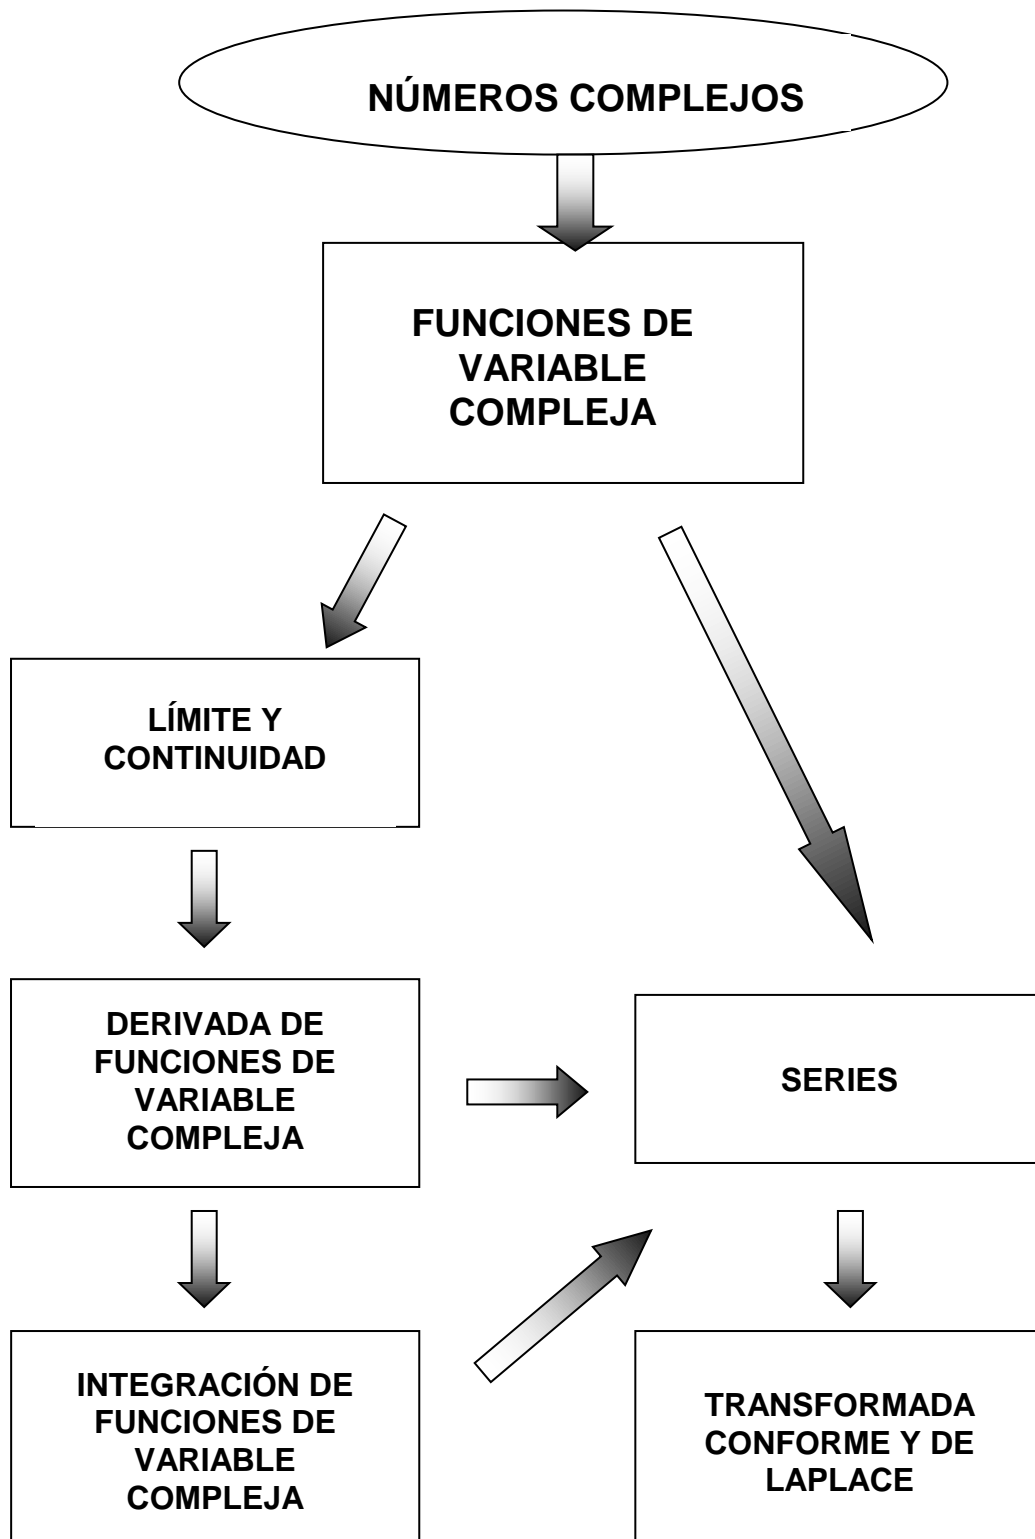 NÚMEROS COMPLEJOS
FUNCIONES DE
VARIABLE
COMPLEJA
LÍMITE Y
CONTINUIDAD
DERIVADA DE
FUNCIONES DE
VARIABLE
COMPLEJA
SERIES
INTEGRACIÓN DE
FUNCIONES DE
VARIABLE
COMPLEJA
TRANSFORMADA
CONFORME Y DE
LAPLACE